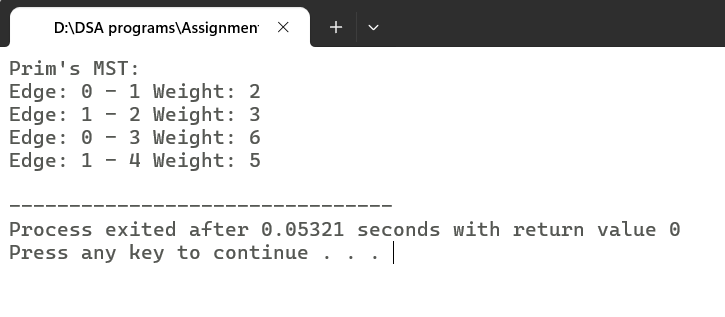 D:\DSA programs\Assignmen
Prim's MST:
Edge: 0 - 1 Weight: 2
Edge: 1 - 2 Weight: 3
Edge: 0 - 3 Weight: 6
Edge: 1 - 4 Weight: 5
--------------------------------
Process exited after 0.05321 seconds with return value 0
Press any key to continue . . .